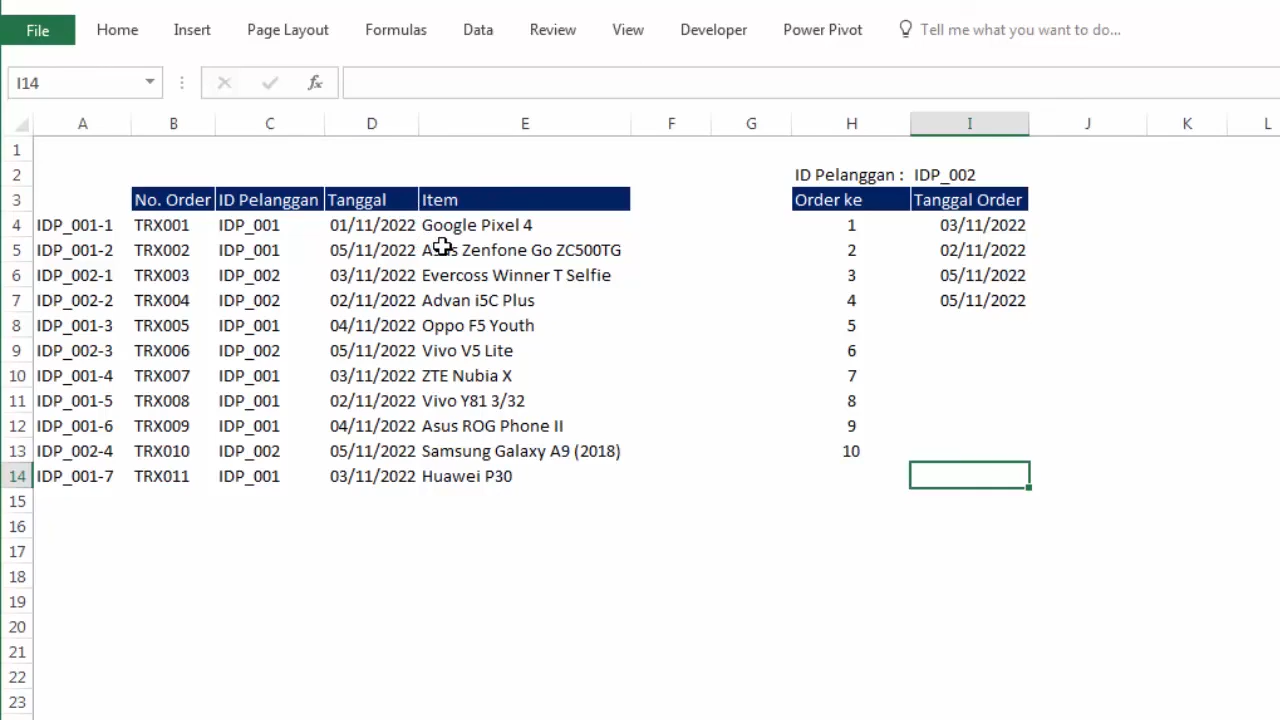 File Home Insert Page Layout Formulas Data Review View Developer Power Pivot Tell me what you want to do...
I14 fx
A B C D E F G H I J K L
1
2 ID Pelanggan : IDP_002
3 No. Order ID Pelanggan Tanggal Item Order ke Tanggal Order
4 IDP_001-1 TRX001 IDP_001 01/11/2022 Google Pixel 4 1 03/11/2022
5 IDP_001-2 TRX002 IDP_001 05/11/2022 Asus Zenfone Go ZC500TG 2 02/11/2022
6 IDP_002-1 TRX003 IDP_002 03/11/2022 Evercoss Winner T Selfie 3 05/11/2022
7 IDP_002-2 TRX004 IDP_002 02/11/2022 Advan i5C Plus 4 05/11/2022
8 IDP_001-3 TRX005 IDP_001 04/11/2022 Oppo F5 Youth 5
9 IDP_002-3 TRX006 IDP_002 05/11/2022 Vivo V5 Lite 6
10 IDP_001-4 TRX007 IDP_001 03/11/2022 ZTE Nubia X 7
11 IDP_001-5 TRX008 IDP_001 02/11/2022 Vivo Y81 3/32 8
12 IDP_001-6 TRX009 IDP_001 04/11/2022 Asus ROG Phone II 9
13 IDP_002-4 TRX010 IDP_002 05/11/2022 Samsung Galaxy A9 (2018) 10
14 IDP_001-7 TRX011 IDP_001 03/11/2022 Huawei P30
15
16
17
18
19
20
21
22
23